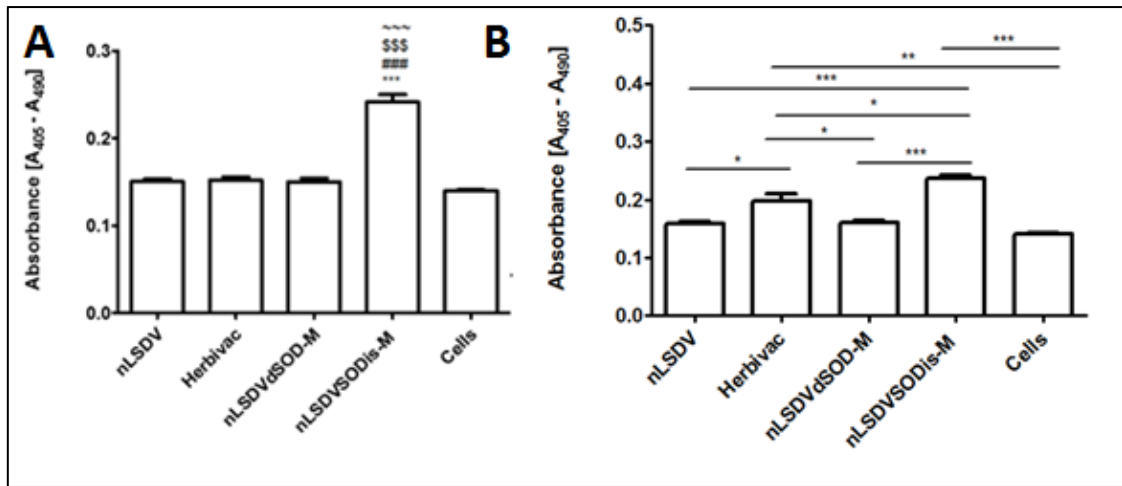 A
Absorbance [A405 - A490]
0.3
0.2
0.1
0.0
~~~
$$$
###
***
nLSDV
Herbivac
nLSDVdSOD-M
nLSDVSODis-M
Cells
B
Absorbance [A405 - A490]
0.5
0.4
0.3
0.2
0.1
0.0
***
**
***
*
*
***
*
nLSDV
Herbivac
nLSDVdSOD-M
nLSDVSODis-M
Cells